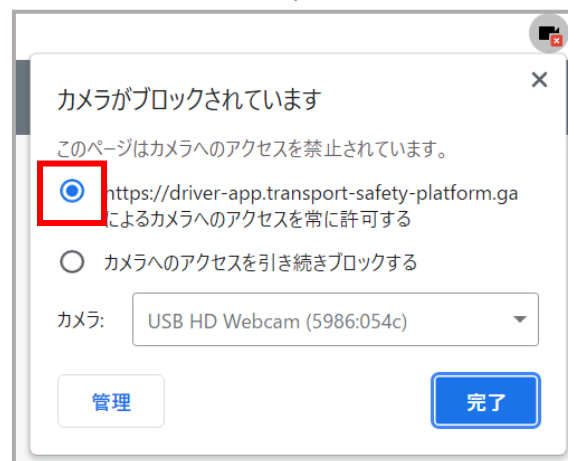 カメラがブロックされています
このページはカメラへのアクセスを禁止されています。
https://driver-app.transport-safety-platform.ga
によるカメラへのアクセスを常に許可する
カメラへのアクセスを引き続きブロックする
カメラ: USB HD Webcam (5986:054c)
管理 完了